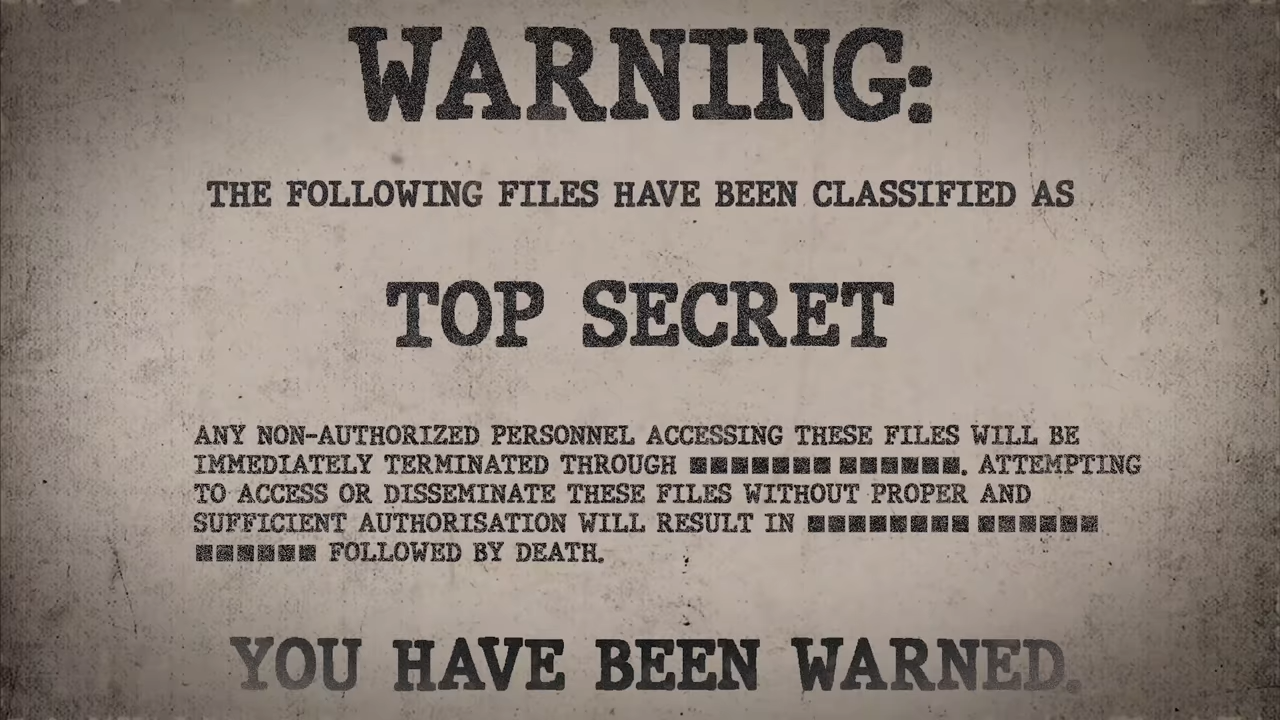 WARNING:
THE FOLLOWING FILES HAVE BEEN CLASSIFIED AS
TOP SECRET
ANY NON-AUTHORIZED PERSONNEL ACCESSING THESE FILES WILL BE
IMMEDIATELY TERMINATED THROUGH ■■■■■■■ ■■■■■■. ATTEMPTING
TO ACCESS OR DISSEMINATE THESE FILES WITHOUT PROPER AND
SUFFICIENT AUTHORISATION WILL RESULT IN ■■■■■■■■ ■■■■■■
■■■■■■ FOLLOWED BY DEATH.
YOU HAVE BEEN WARNED.